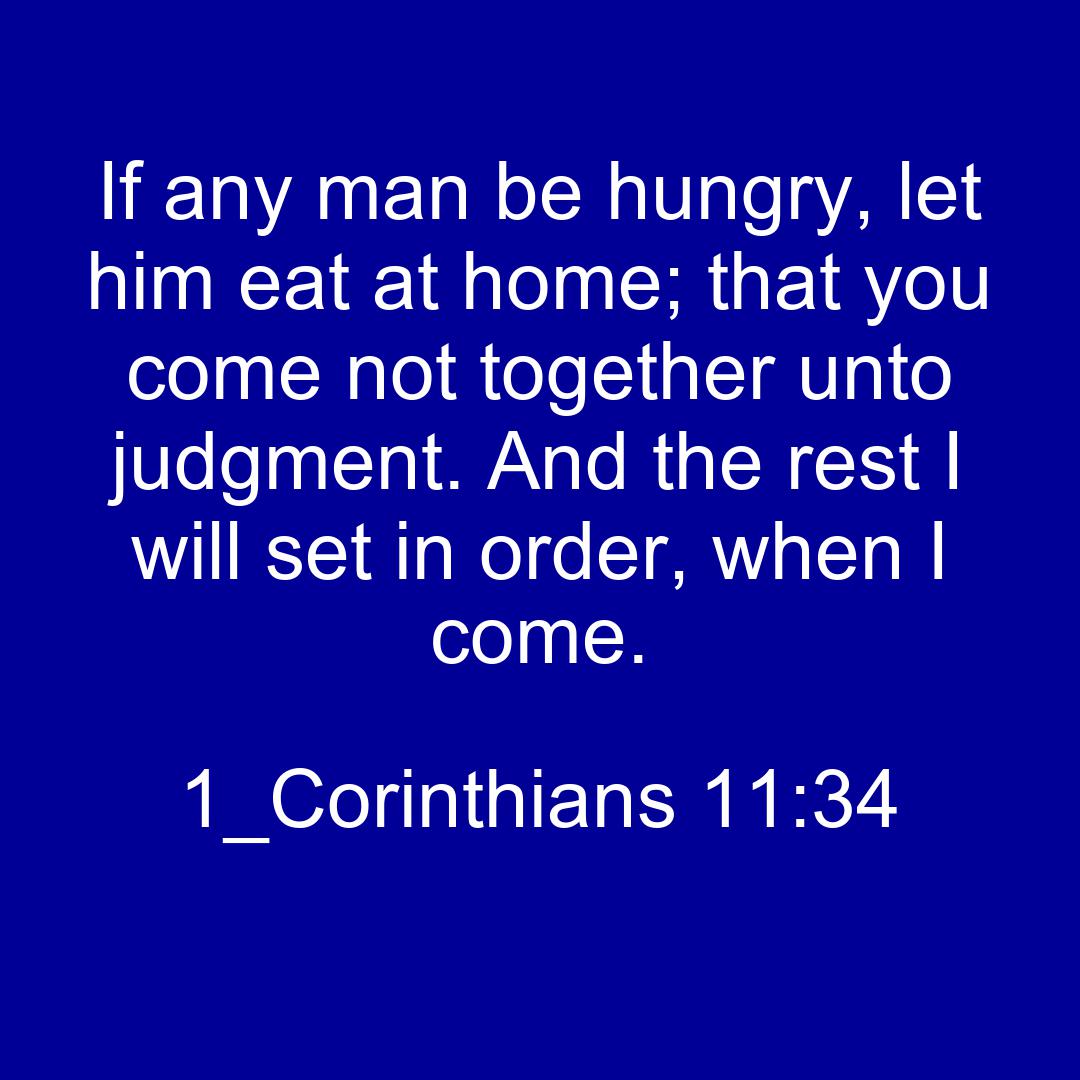 If any man be hungry, let
him eat at home; that you
come not together unto
judgment. And the rest I
will set in order, when I
come.
1_Corinthians 11:34